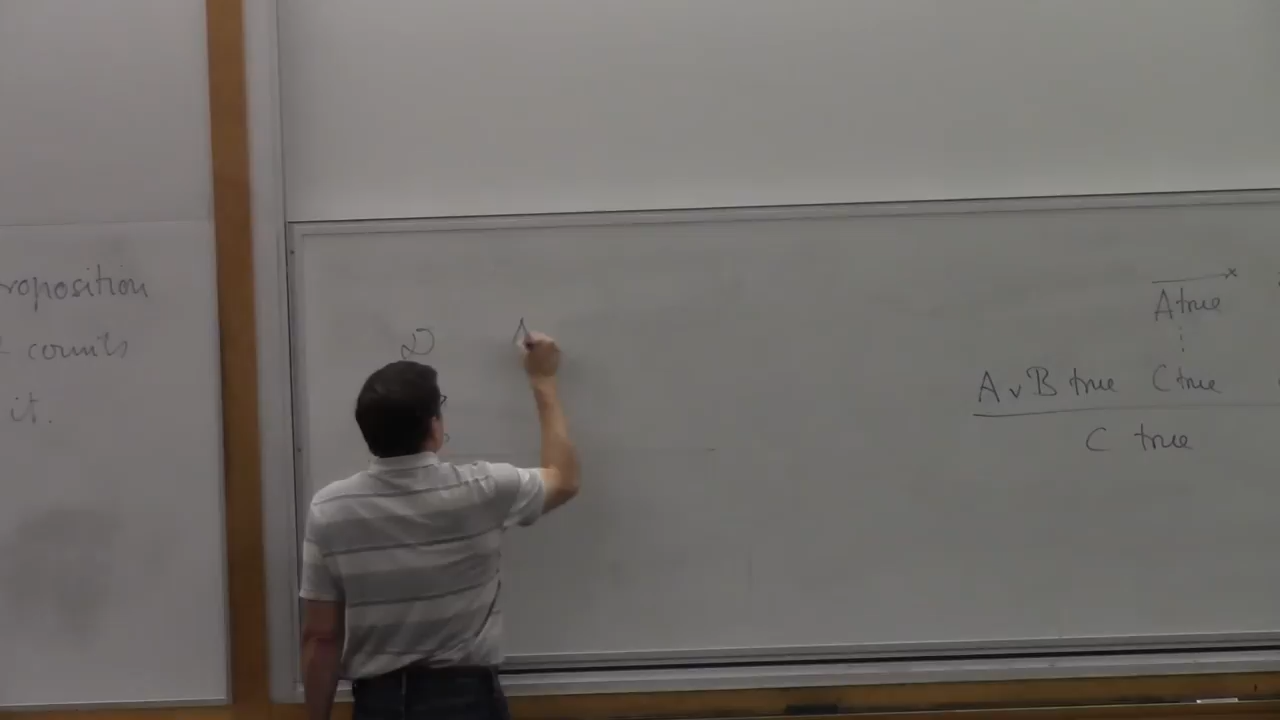 roposition
counts
it.
D
A
x
A true
A ∨ B true C true
C true